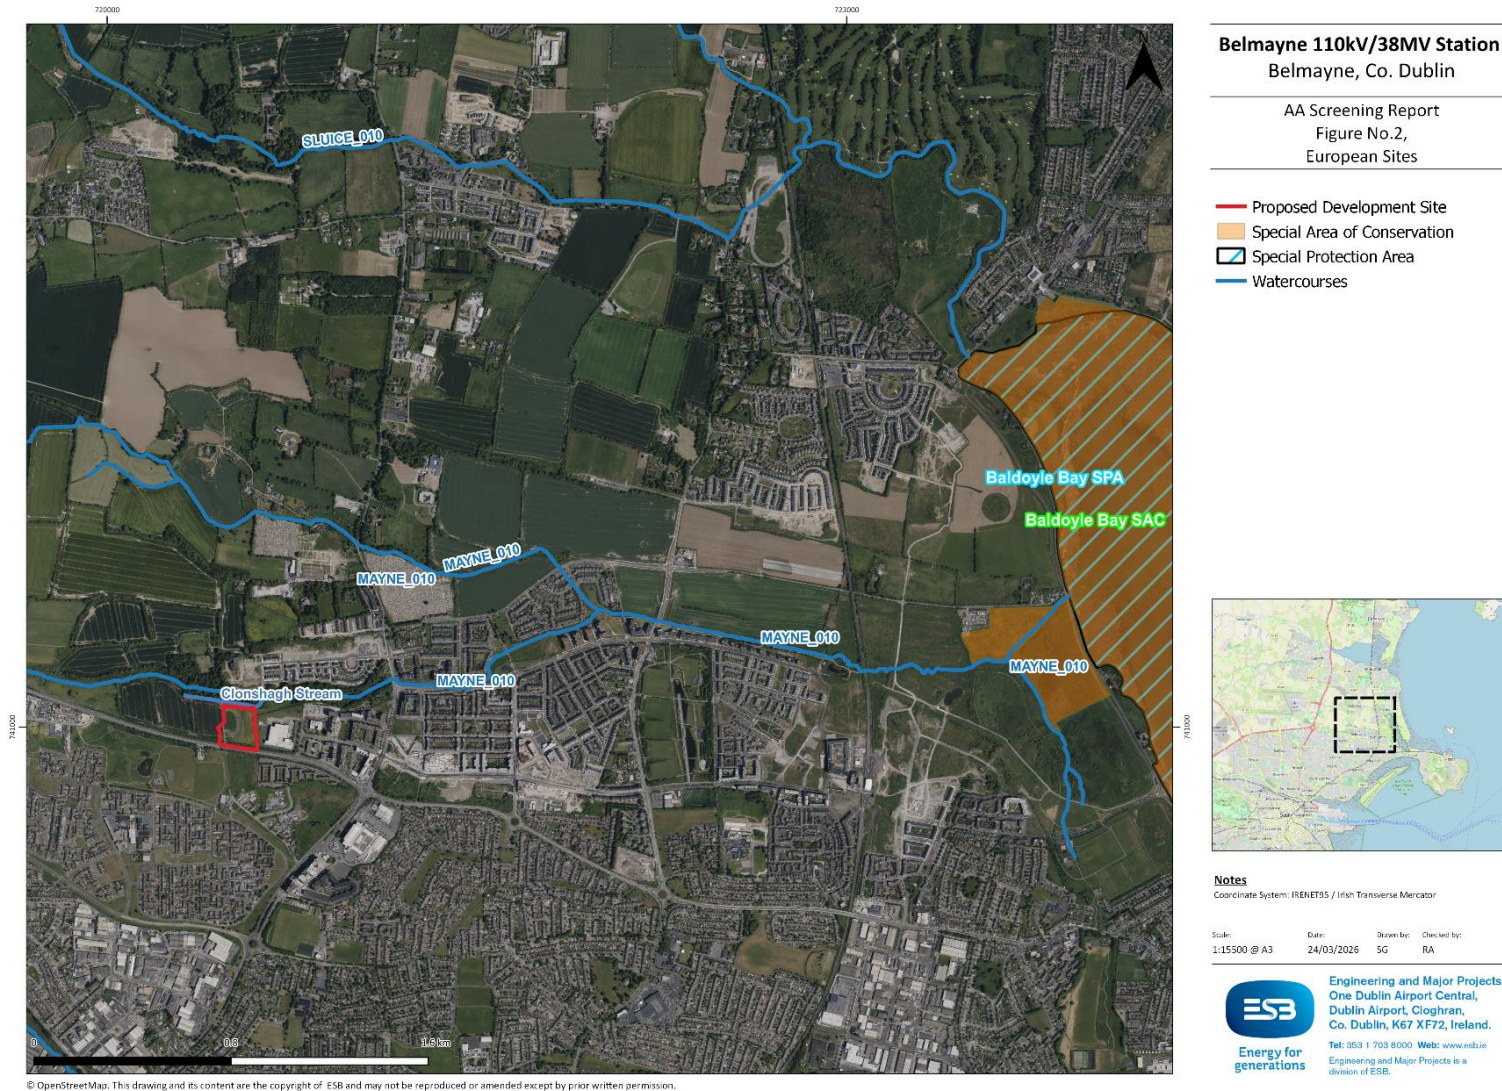 720000
723000
741000
741000
SLUICE_010
MAYNE_010
MAYNE_010
MAYNE_010
MAYNE_010
MAYNE_010
Clonshagh Stream
Baldoyle Bay SPA
Baldoyle Bay SAC
0
0.8
1.6 km
© OpenStreetMap. This drawing and its content are the copyright of ESB and may not be reproduced or amended except by prior written permission.
Belmayne 110kV/38MV Station
Belmayne, Co. Dublin
AA Screening Report
Figure No.2,
European Sites
Proposed Development Site
Special Area of Conservation
Special Protection Area
Watercourses
Notes
Coordinate System: IRENET95 / Irish Transverse Mercator
Scale: Date: Drawn by: Checked by:
1:15500 @ A3 24/03/2026 SG RA
ESB
Energy for
generations
Engineering and Major Projects
One Dublin Airport Central,
Dublin Airport, Cloghran,
Co. Dublin, K67 XF72, Ireland.
Tel: 353 1 703 8000 Web: www.esb.ie
Engineering and Major Projects is a
division of ESB.